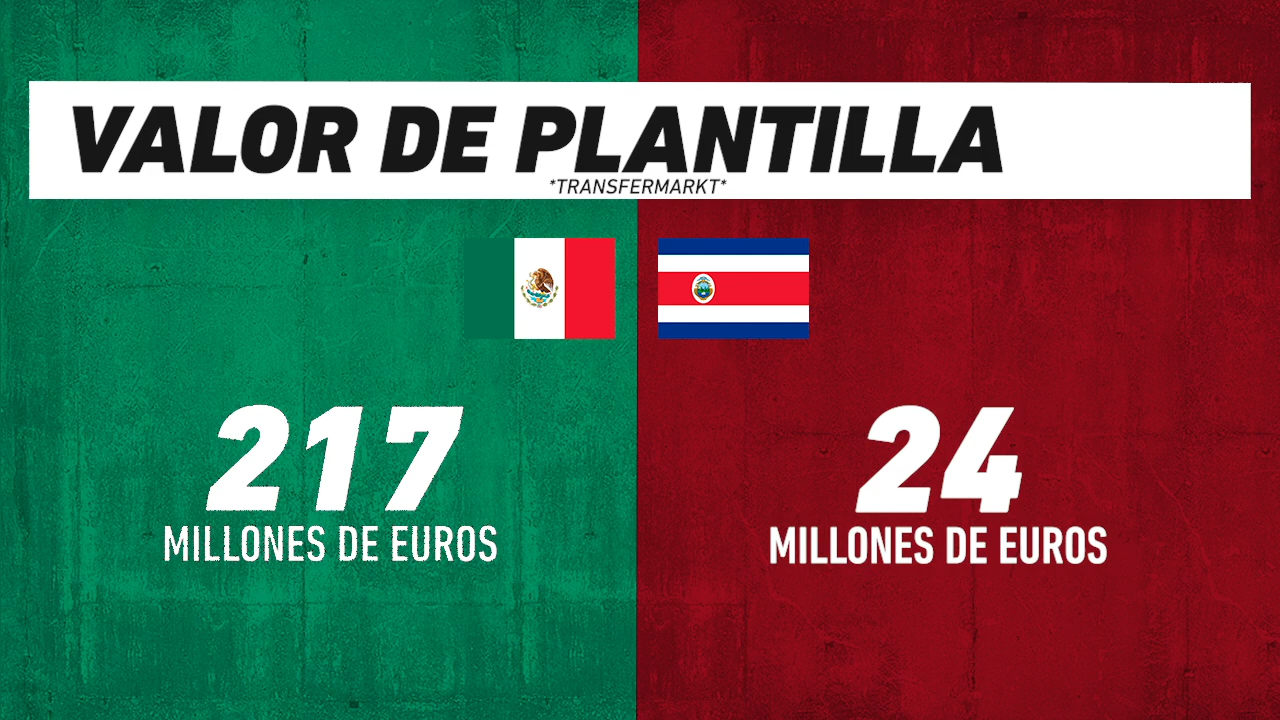 VALOR DE PLANTILLA
*TRANSFERMARKT*
217
MILLONES DE EUROS
24
MILLONES DE EUROS